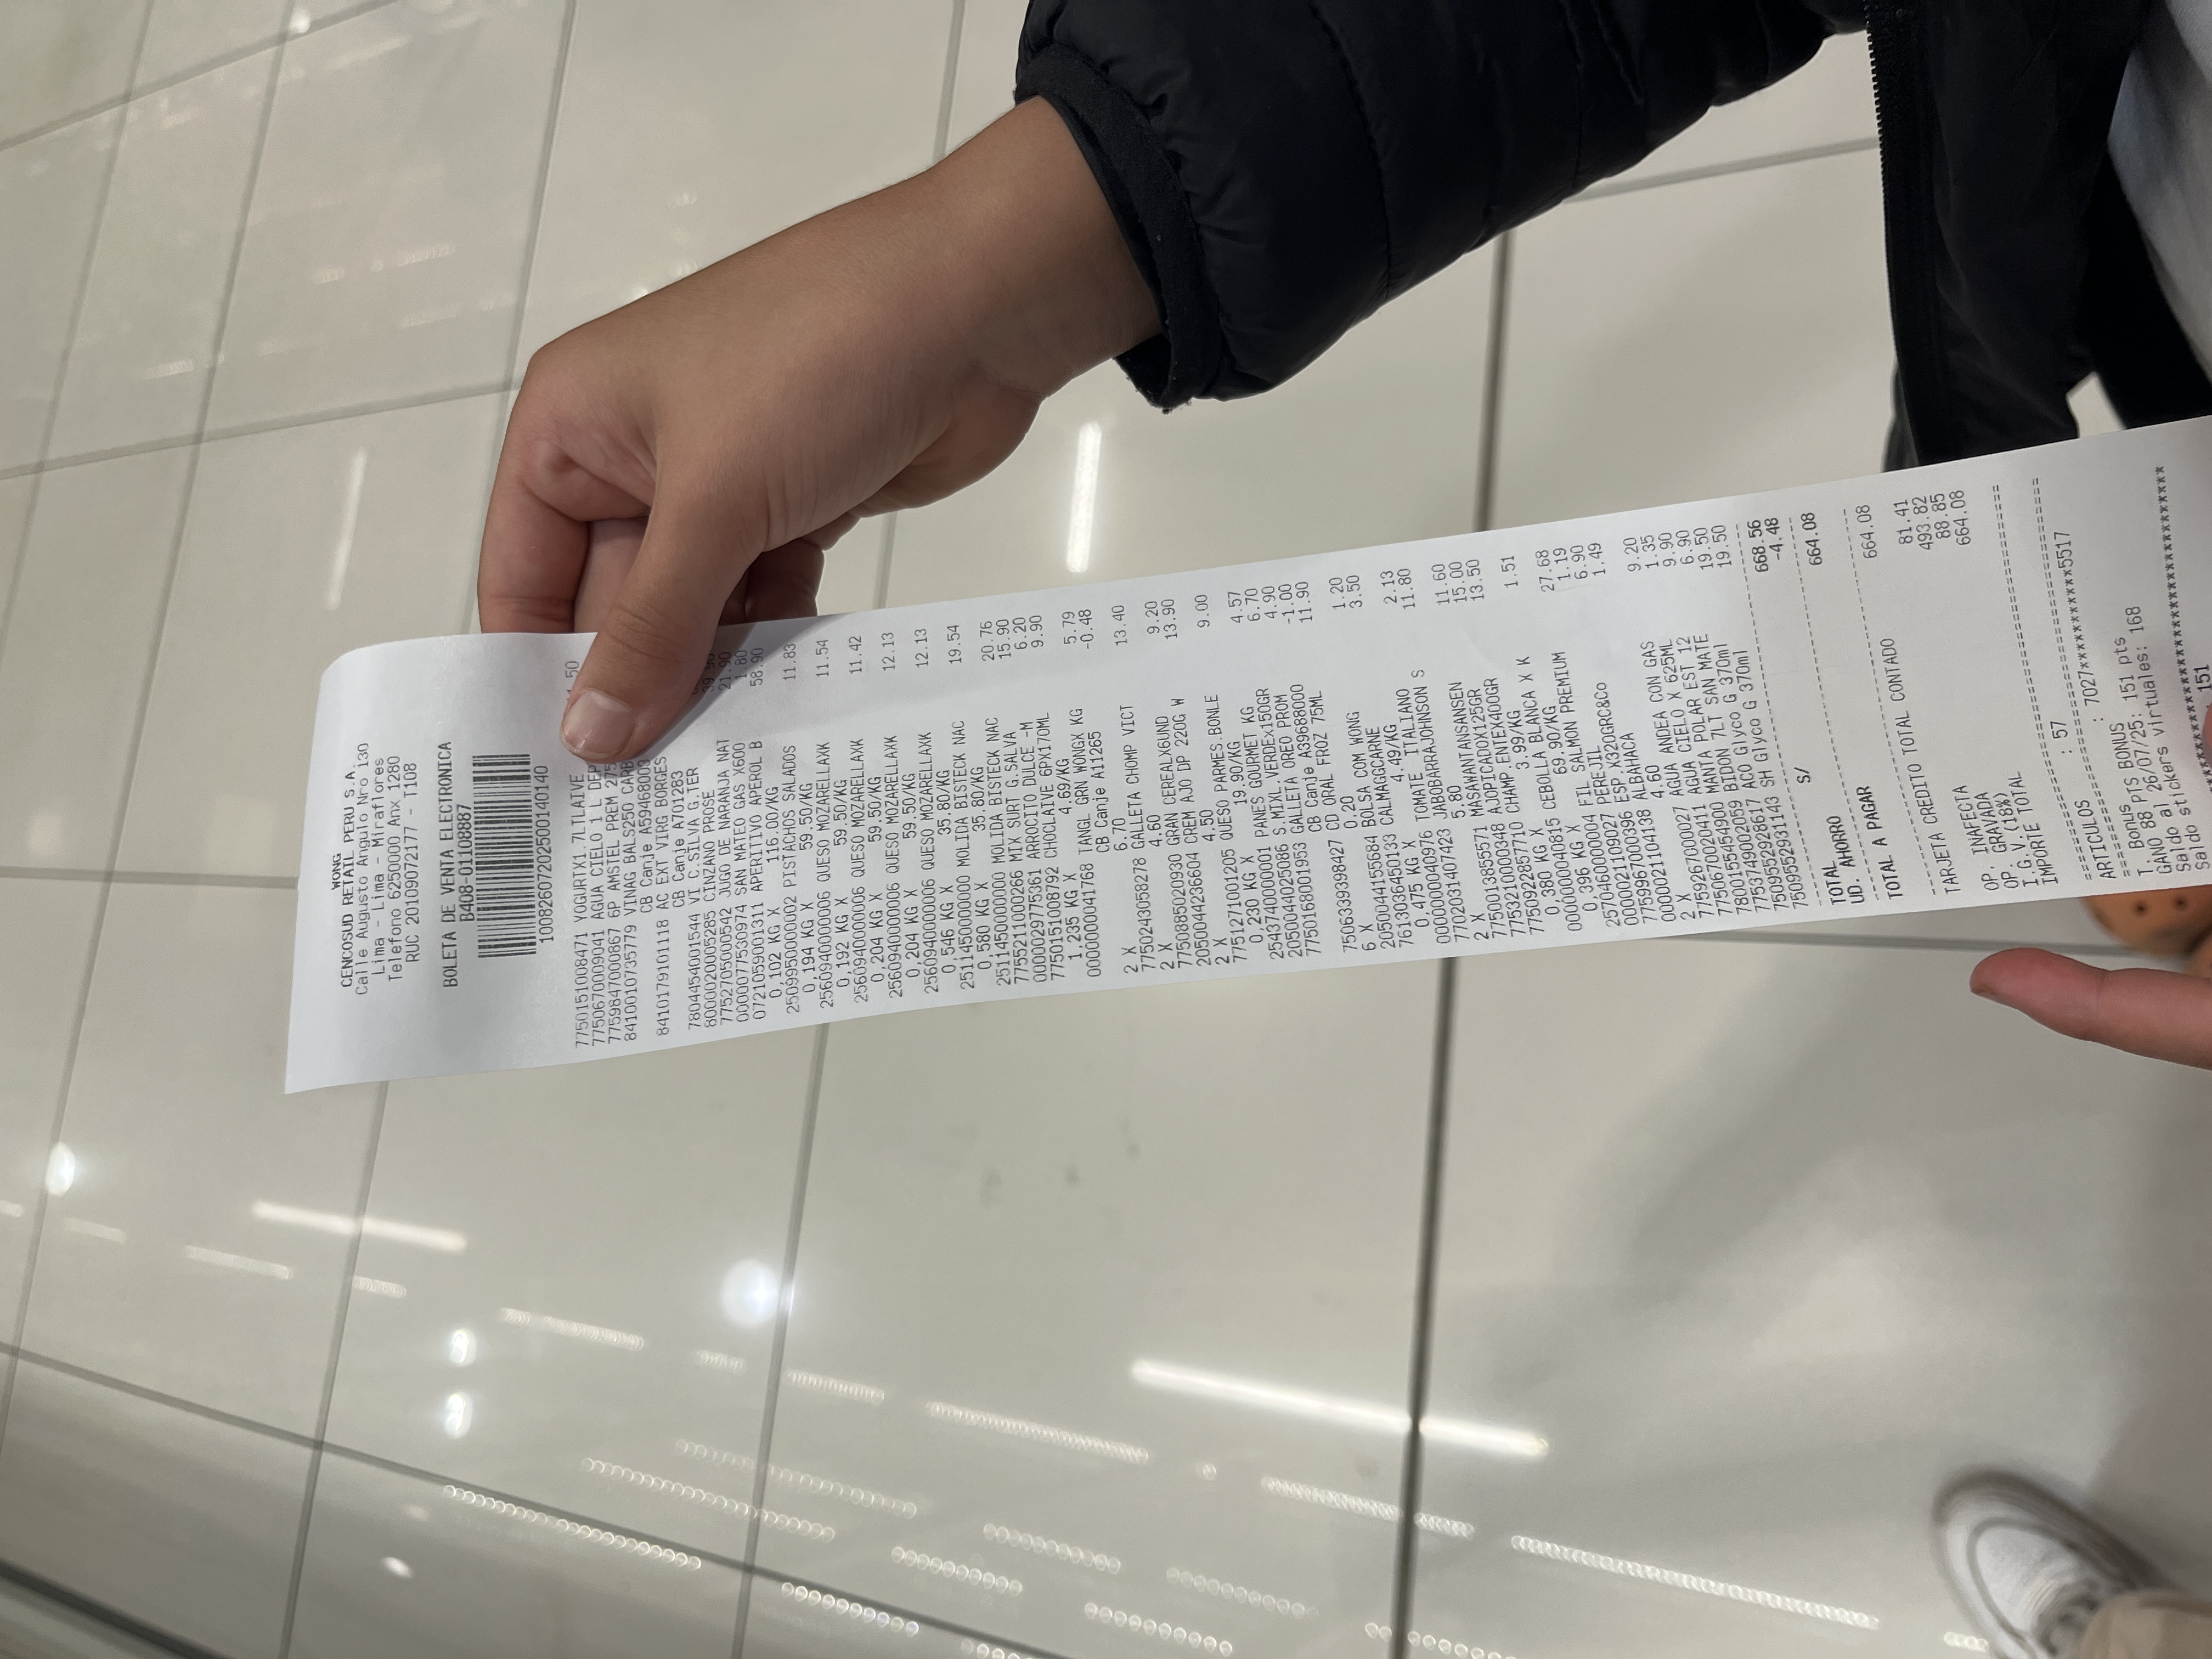 WONG
CENCOSUD RETAIL PERU S.A.
Calle Augusto Angulo Nro 130
Lima - Lima - Miraflores
Telefono 6250000 Anx 1280
RUC 20109072177 - T108
BOLETA DE VENTA ELECTRONICA
B408-01108887
10082607202500140140
7750151008471 YOGURTX1.7LTLAIVE .50
7750670009041 AGUA CIELO 1 L DEP
7759847000867 6P AMSTEL PREM 275
8410010735779 VINAG BALS250 CARB
CB Canje A59468003
8410179101118 AC EXT VIRG BORGES
CB Canje A701283
7804454001544 VI C.SILVA G.TER
8000020005285 CINZANO PROSE 39.90
7752705000542 JUGO DE NARANJA NAT 21.90
0000077530974 SAN MATEO GAS X600 1.80
0721059001311 APERITIVO APEROL B 58.90
0,102 KG X 116.00/KG
2509950000002 PISTACHOS SALADOS 11.83
0,194 KG X 59.50/KG
2560940000006 QUESO MOZARELLAXK 11.54
0,192 KG X 59.50/KG
2560940000006 QUESO MOZARELLAXK 11.42
0,204 KG X 59.50/KG
2560940000006 QUESO MOZARELLAXK 12.13
0,204 KG X 59.50/KG
2560940000006 QUESO MOZARELLAXK 12.13
0,546 KG X 35.80/KG
2511450000000 MOLIDA BISTECK NAC 19.54
0,580 KG X 35.80/KG
2511450000000 MOLIDA BISTECK NAC 20.76
7755211000266 MIX SURT G.SALVA 15.90
0000029775361 ARROCITO DULCE -M 6.20
7750151008792 CHOCLAIVE 6PX170ML 9.90
1,235 KG X 4.69/KG
0000000041768 TANGL GRN WONGX KG 5.79
CB Canje A11265 -0.48
2 X 6.70
7750243058278 GALLETA CHOMP VICT 13.40
2 X 4.60
7750885020930 GRAN CEREALX6UND 9.20
2050044236604 CREM AJO DP 220G W 13.90
2 X 4.50
7751271001205 QUESO PARMES.BONLE 9.00
0,230 KG X 19.90/KG
2543740000001 PANES GOURMET KG 4.57
2050044025086 S.MIXL.VERDEx150GR 6.70
7750168001953 GALLETA OREO PROM 4.90
CB Canje A39688000 -1.00
7506339398427 CD ORAL FROZ 75ML 11.90
6 X 0.20
2050044155684 BOLSA COM WONG 1.20
7613036450133 CALMAGGCARNE 3.50
0,475 KG X 4.49/KG
0000000040976 TOMATE ITALIANO 2.13
7702031407423 JABOBARRAJOHNSON S 11.80
2 X 5.80
7750013855571 MASAWANTANSANSEN 11.60
7753210000348 AJOPICADOX125GR 15.00
7750922857710 CHAMP.ENTEX400GR 13.50
0,380 KG X 3.99/KG
0000000040815 CEBOLLA BLANCA X K 1.51
0,396 KG X 69.90/KG
2570460000004 FIL SALMON PREMIUM 27.68
0000021109027 PEREJIL 1.19
7759967000396 ESP.X320GRC&Co 6.90
0000021104138 ALBAHACA 1.49
2 X 4.60
7759267000027 AGUA ANDEA CON GAS 9.20
7750670020411 AGUA CIELO X 625ML 1.35
7800155454900 MANTA POLAR EST 12 9.90
7753749002059 BIDON 7LT SAN MATE 6.90
7509552928617 ACO Glyco G 370ml 19.50
7509552931143 SH Glyco G 370ml 19.50
TOTAL S/ 668.56
UD. AHORRO -4.48
TOTAL A PAGAR 664.08
TARJETA CREDITO TOTAL CONTADO 664.08
OP. INAFECTA 81.41
OP. GRAVADA 493.82
I.G.V.(18%) 88.85
IMPORTE TOTAL 664.08
ARTICULOS : 57
T. Bonus : 7027***********5517
GANO 88 PTS BONUS
Saldo al 26/07/25: 151 pts
Saldo stickers virtuales: 168
151